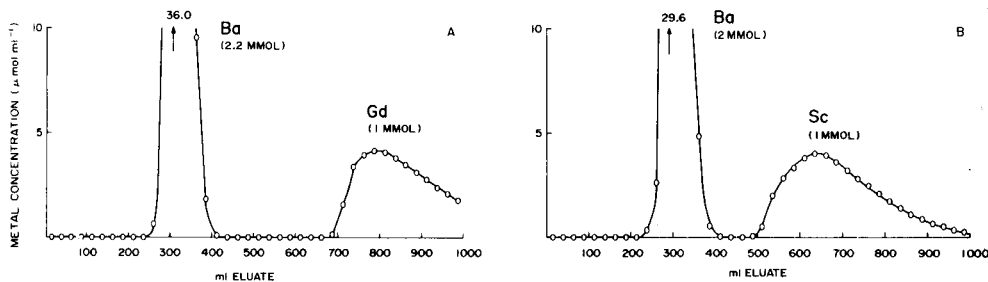 METAL CONCENTRATION ( μ mol ml⁻¹ )
10
5
36.0
Ba
(2.2 MMOL)
A
Gd
(1 MMOL)
100 200 300 400 500 600 700 800 900 1000
ml ELUATE
10
5
0
29.6
Ba
(2 MMOL)
B
Sc
(1 MMOL)
100 200 300 400 500 600 700 800 900 1000
ml ELUATE